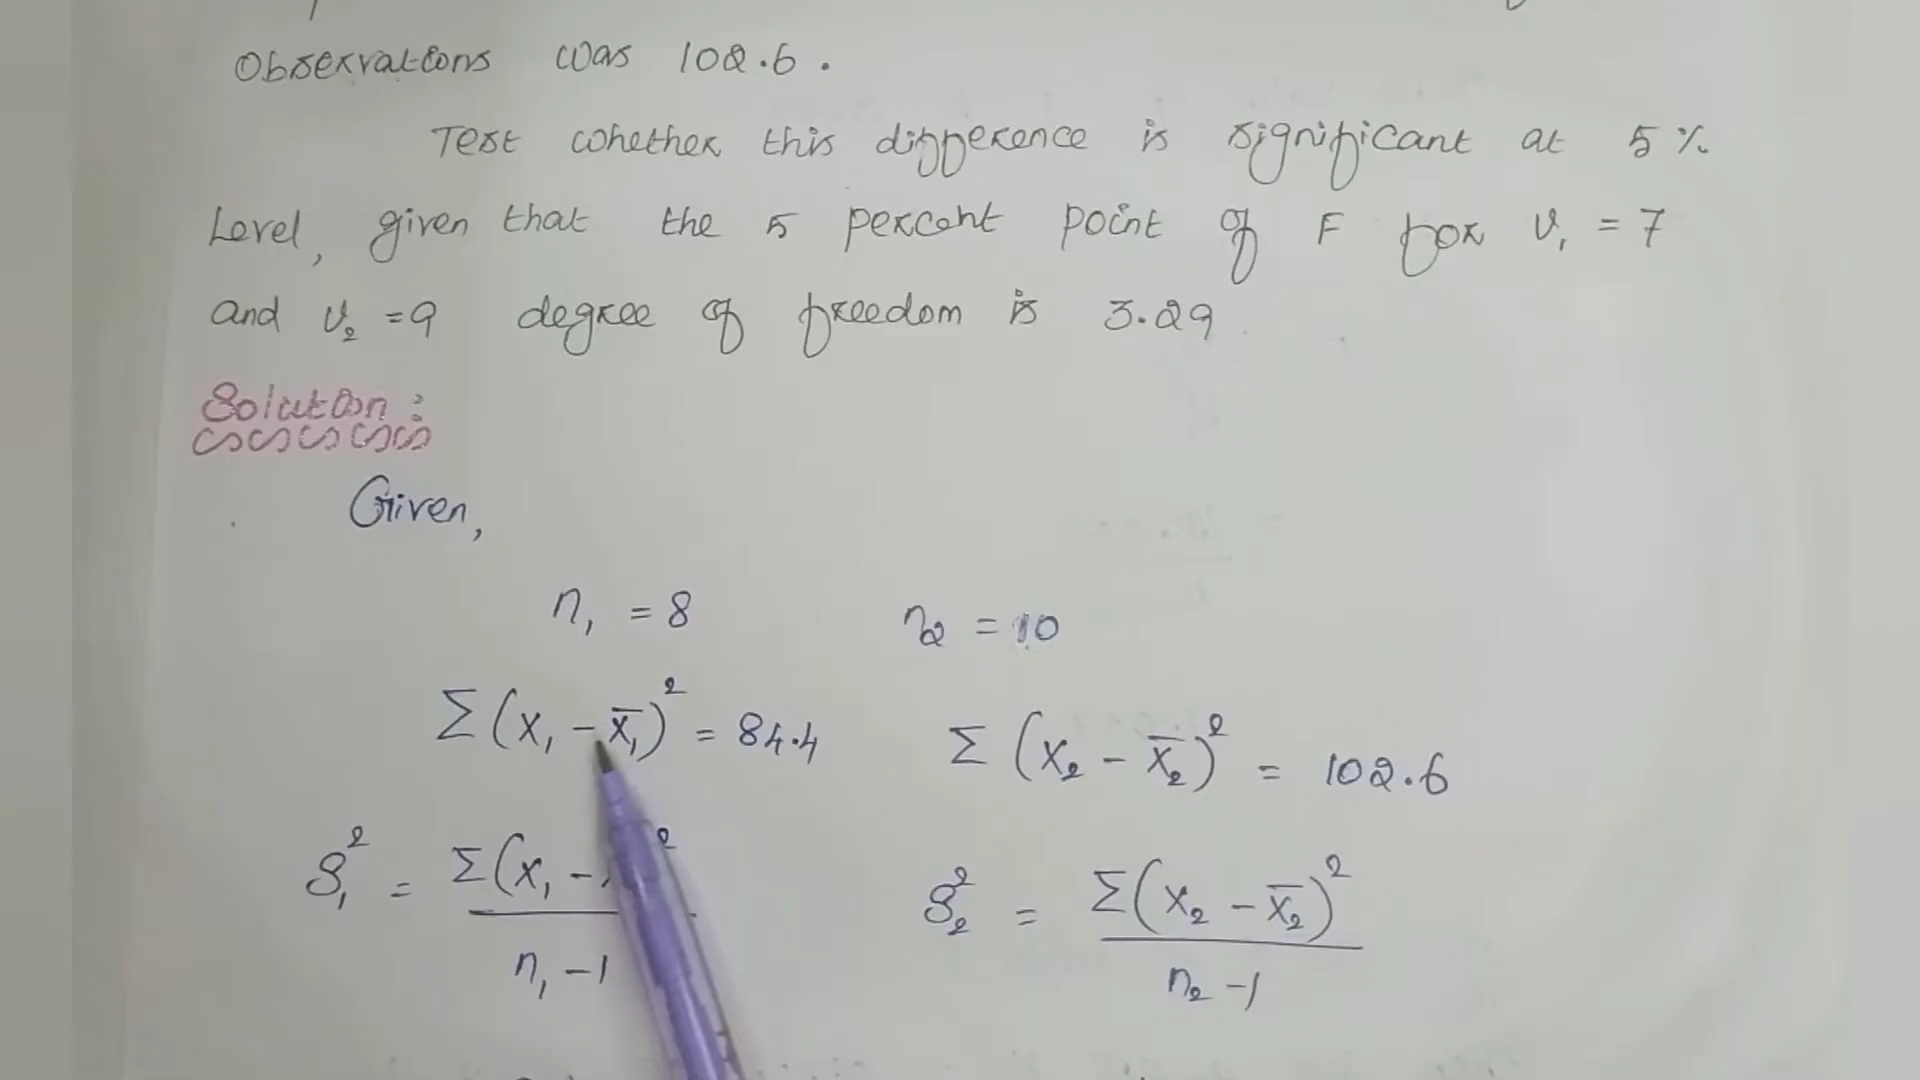 Observations was 102.6.
Test whether this difference is significant at 5%
Level, given that the 5 percent point of F for V₁ = 7
and V₂ = 9 degree of freedom is 3.29
Solution:
Given,
n₁ = 8 n₂ = 10
Σ(x₁ - x̄₁)² = 84.4 Σ(x₂ - x̄₂)² = 102.6
S₁² = Σ(x₁ - ² S₂² = Σ(x₂ - x̄₂)²
n₁ - 1 n₂ - 1